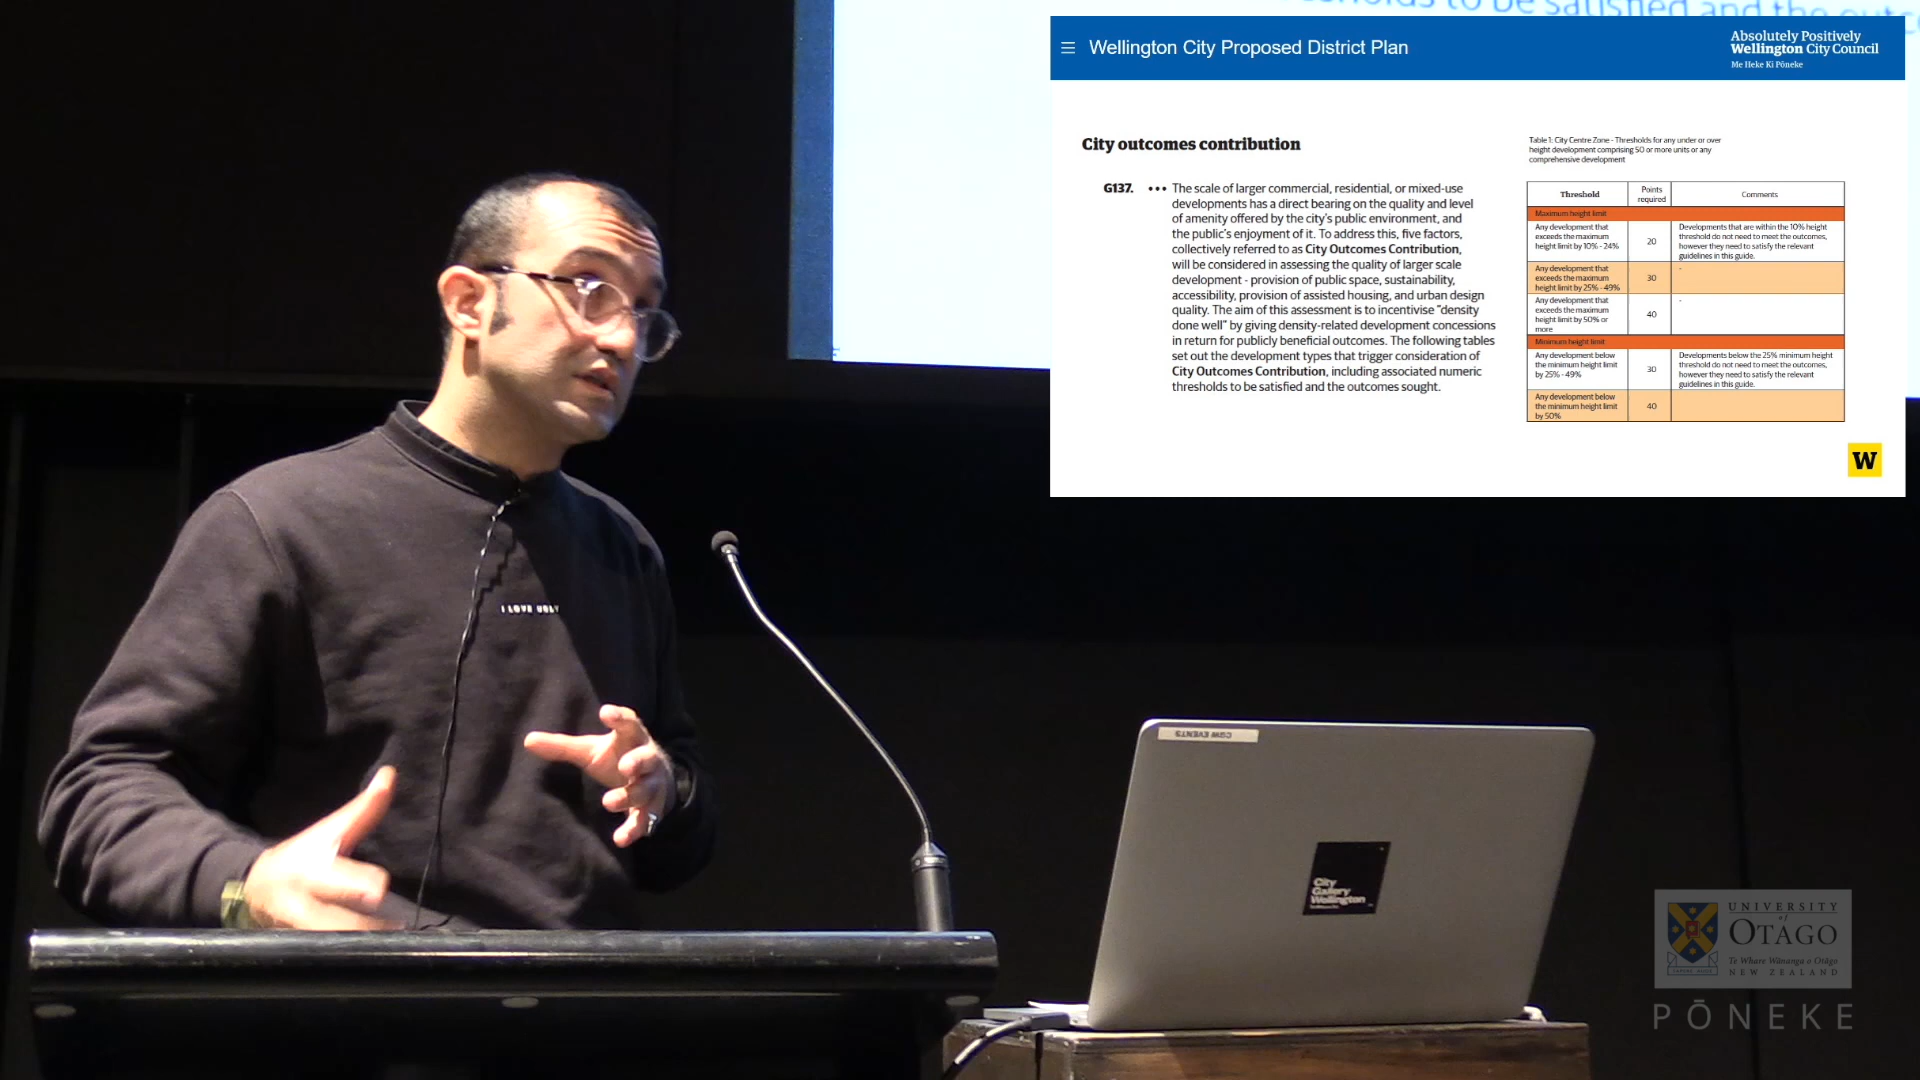 Wellington City Proposed District Plan
Absolutely Positively
Wellington City Council
Me Heke Ki Pōneke
City outcomes contribution
G137. ••• The scale of larger commercial, residential, or mixed-use
developments has a direct bearing on the quality and level
of amenity offered by the city's public environment, and
the public's enjoyment of it. To address this, five factors,
collectively referred to as City Outcomes Contribution,
will be considered in assessing the quality of larger scale
development - provision of public space, sustainability,
accessibility, provision of assisted housing, and urban design
quality. The aim of this assessment is to incentivise "density
done well" by giving density-related development concessions
in return for publicly beneficial outcomes. The following tables
set out the development types that trigger consideration of
City Outcomes Contribution, including associated numeric
thresholds to be satisfied and the outcomes sought.
Table 1: City Centre Zone - Thresholds for any under or over
height development comprising 50 or more units or any
comprehensive development
Threshold
Points
required
Comments
Maximum height limit
Any development that
exceeds the maximum
height limit by 10% - 24%
20
Developments that are within the 10% height
threshold do not need to meet the outcomes,
however they need to satisfy the relevant
guidelines in this guide.
Any development that
exceeds the maximum
height limit by 25% - 49%
30
-
Any development that
exceeds the maximum
height limit by 50% or
more
40
-
Minimum height limit
Any development below
the minimum height limit
by 25% - 49%
30
Developments below the 25% minimum height
threshold do not need to meet the outcomes,
however they need to satisfy the relevant
guidelines in this guide.
Any development below
the minimum height limit
by 50%
40
W
to be satisfied and the
I LOVE
CGW EVENTS
City
Gallery
Wellington
UNIVERSITY
of
OTAGO
Te Whare Wānanga o Otāgo
NEW ZEALAND
PŌNEKE